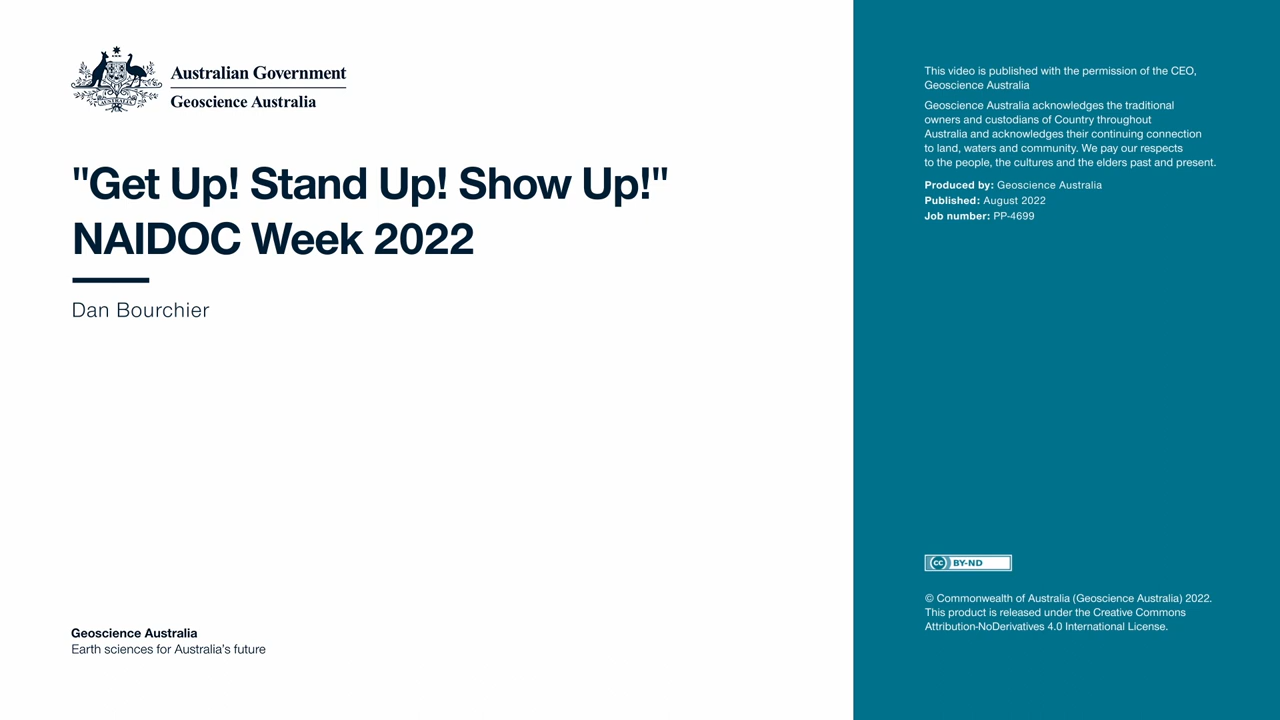 Australian Government
Geoscience Australia
"Get Up! Stand Up! Show Up!"
NAIDOC Week 2022
Dan Bourchier
Geoscience Australia
Earth sciences for Australia's future
This video is published with the permission of the CEO,
Geoscience Australia
Geoscience Australia acknowledges the traditional
owners and custodians of Country throughout
Australia and acknowledges their continuing connection
to land, waters and community. We pay our respects
to the people, the cultures and the elders past and present.
Produced by: Geoscience Australia
Published: August 2022
Job number: PP-4699
cc BY-ND
© Commonwealth of Australia (Geoscience Australia) 2022.
This product is released under the Creative Commons
Attribution-NoDerivatives 4.0 International License.